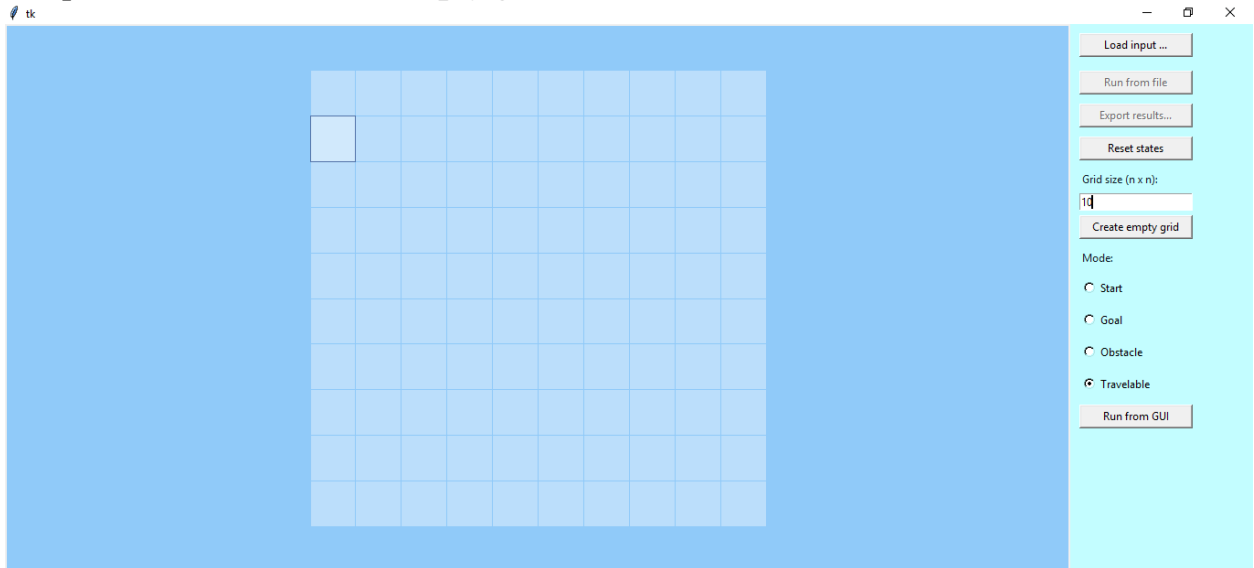 tk
Load input ...
Run from file
Export results...
Reset states
Grid size (n x n):
10
Create empty grid
Mode:
Start
Goal
Obstacle
Travelable
Run from GUI